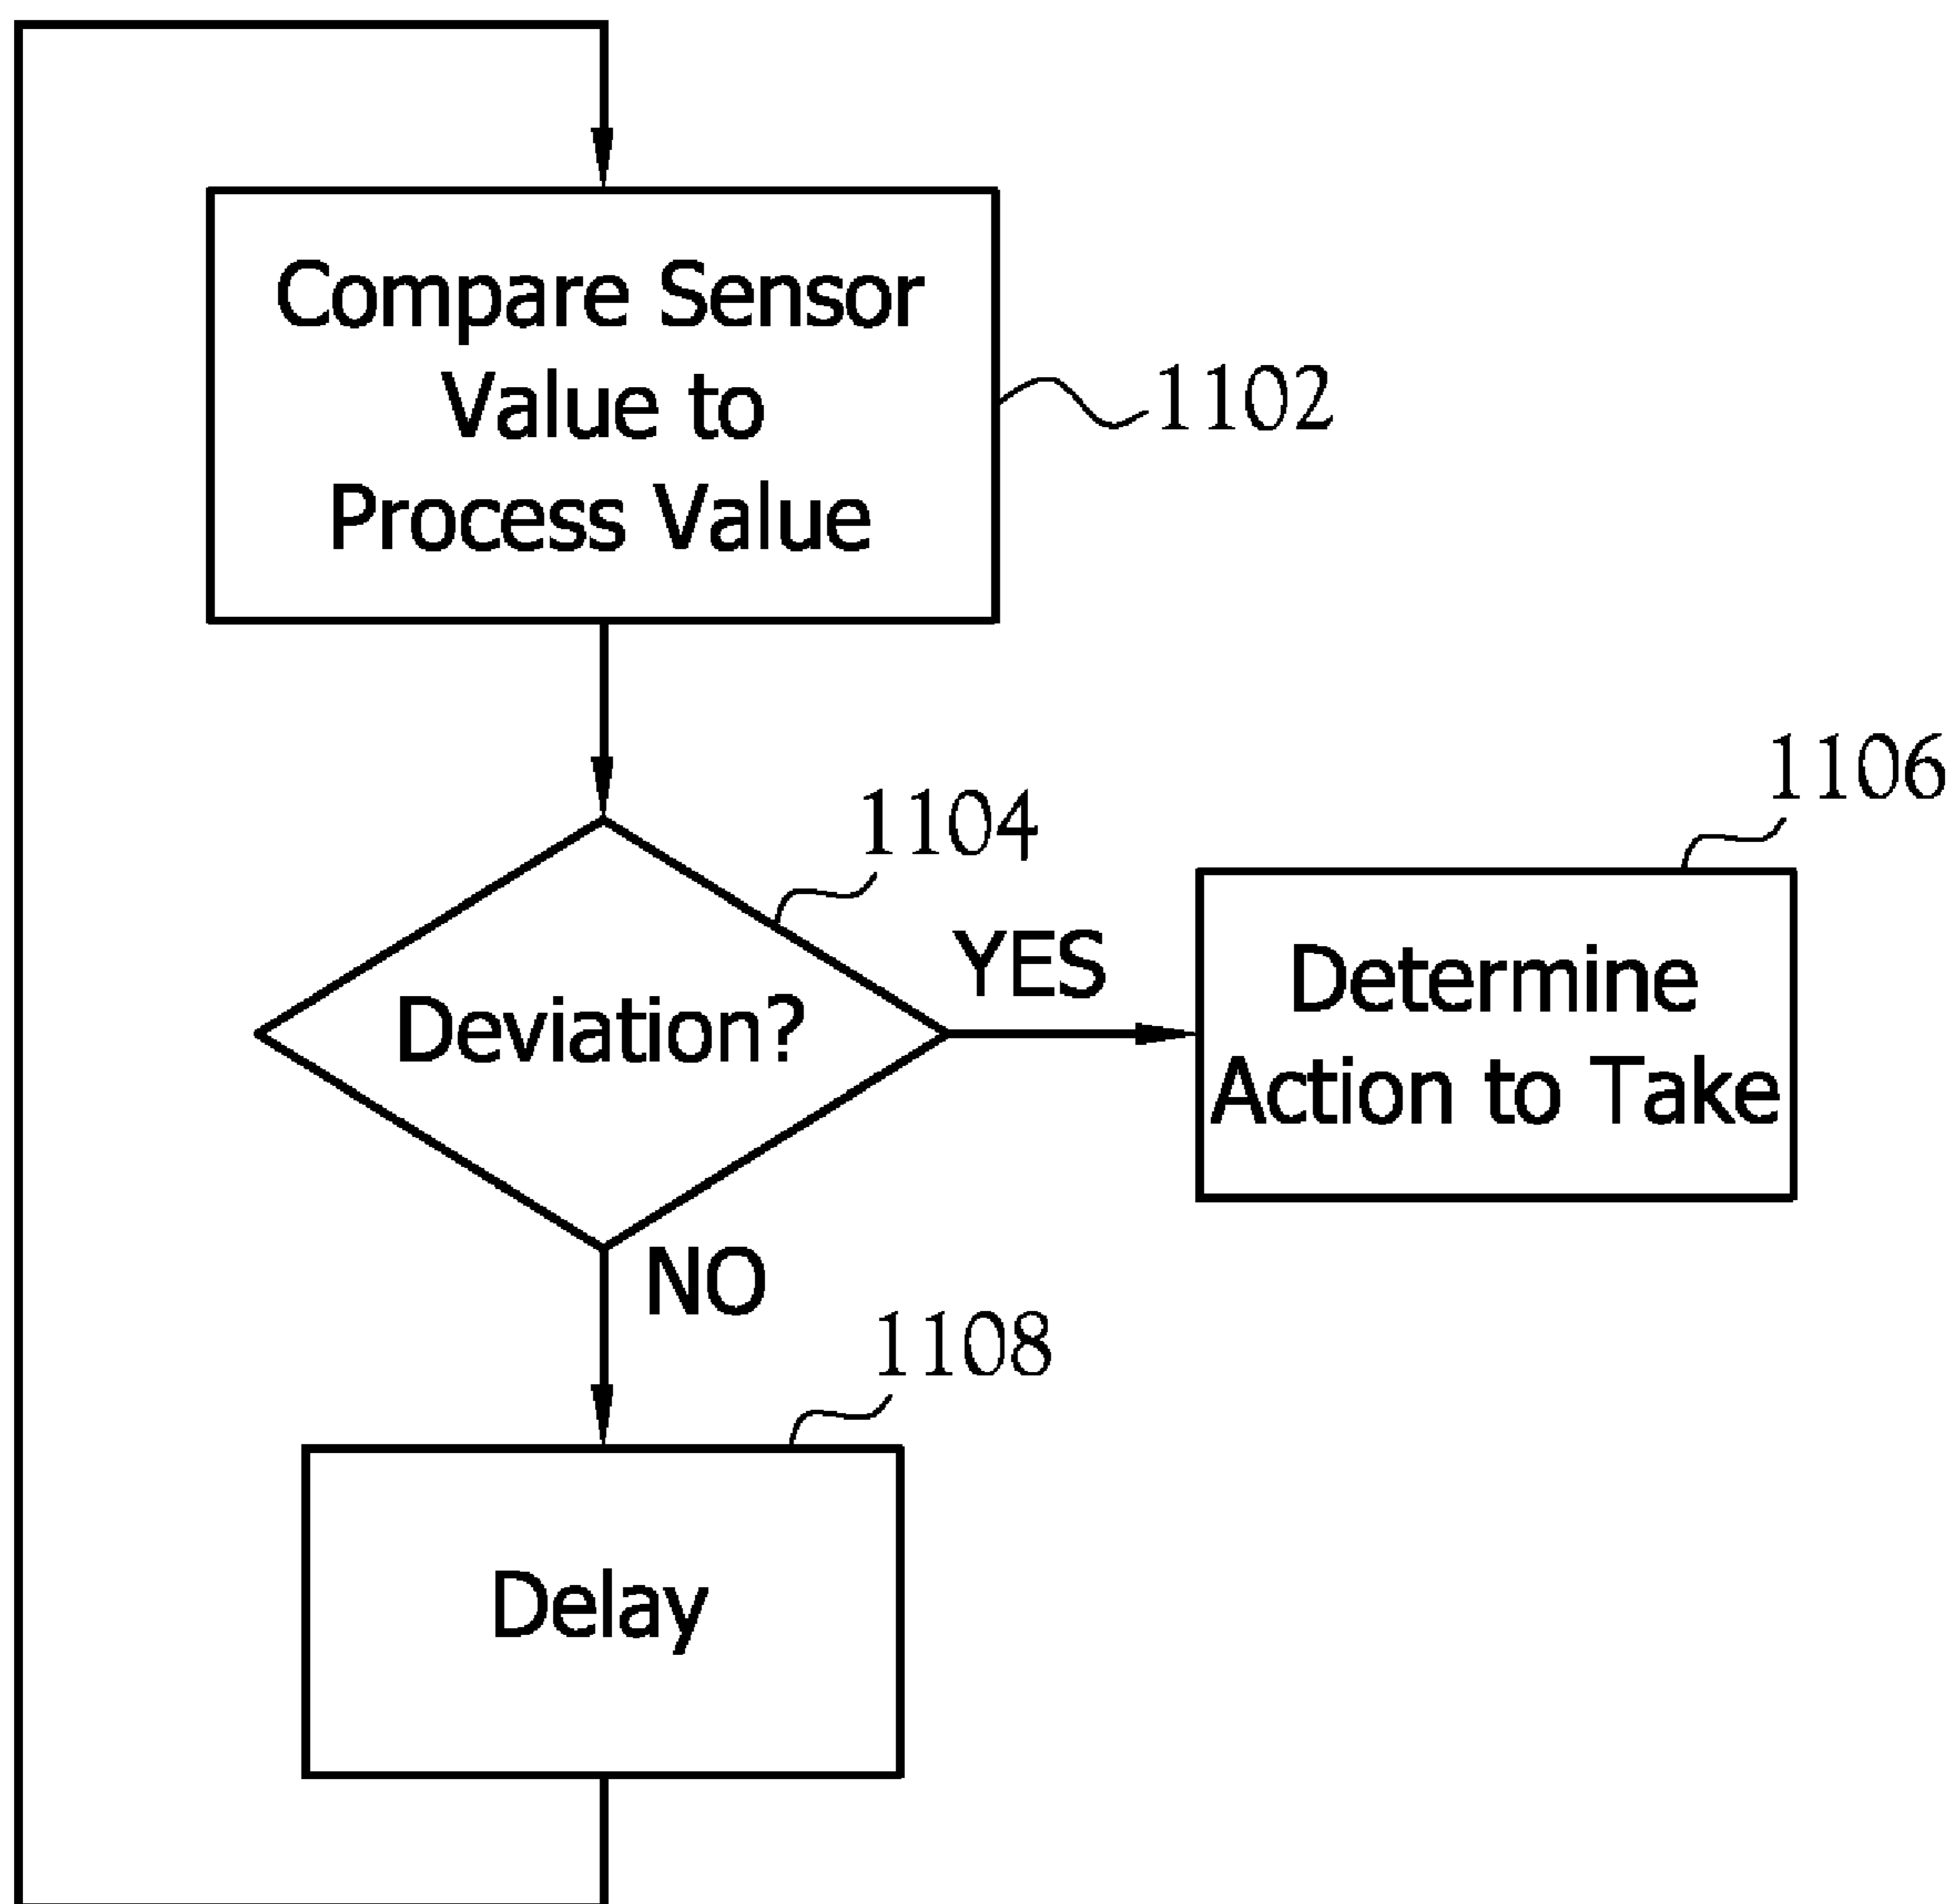 Compare Sensor
Value to
Process Value
1102
1104
Deviation?
YES
1106
Determine
Action to Take
NO
1108
Delay